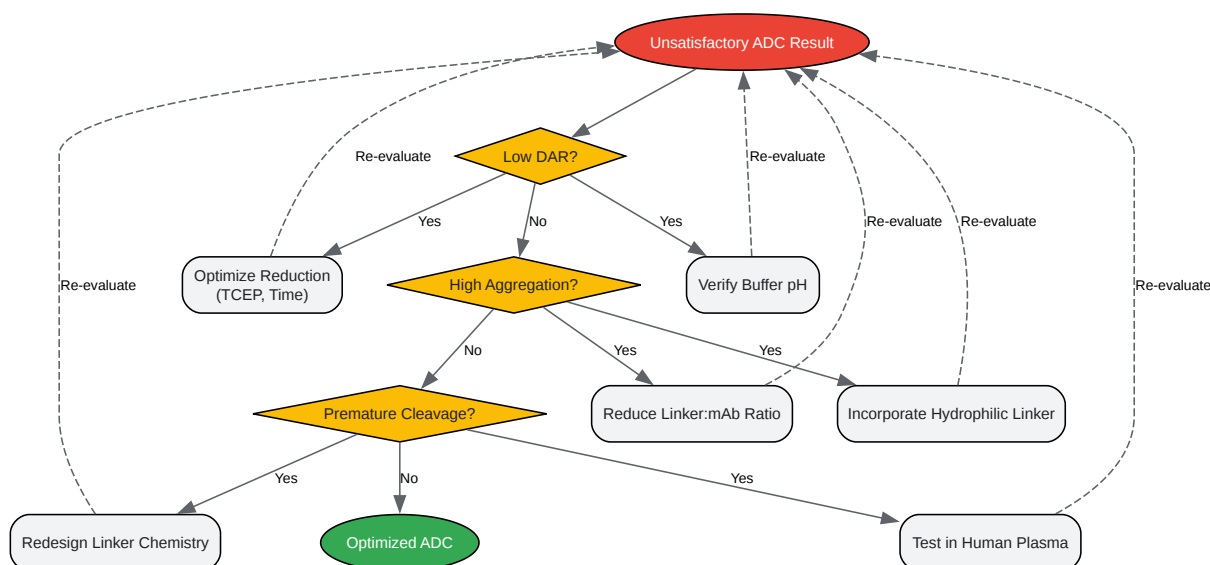 Unsatisfactory ADC Result
Low DAR?
Re-evaluate
Re-evaluate
Yes
No
Yes
Re-evaluate
Re-evaluate
Optimize Reduction
(TCEP, Time)
High Aggregation?
Verify Buffer pH
Re-evaluate
Re-evaluate
No
Yes
Yes
Premature Cleavage?
Reduce Linker:mAb Ratio
Incorporate Hydrophilic Linker
Yes
No
Yes
Redesign Linker Chemistry
Optimized ADC
Test in Human Plasma